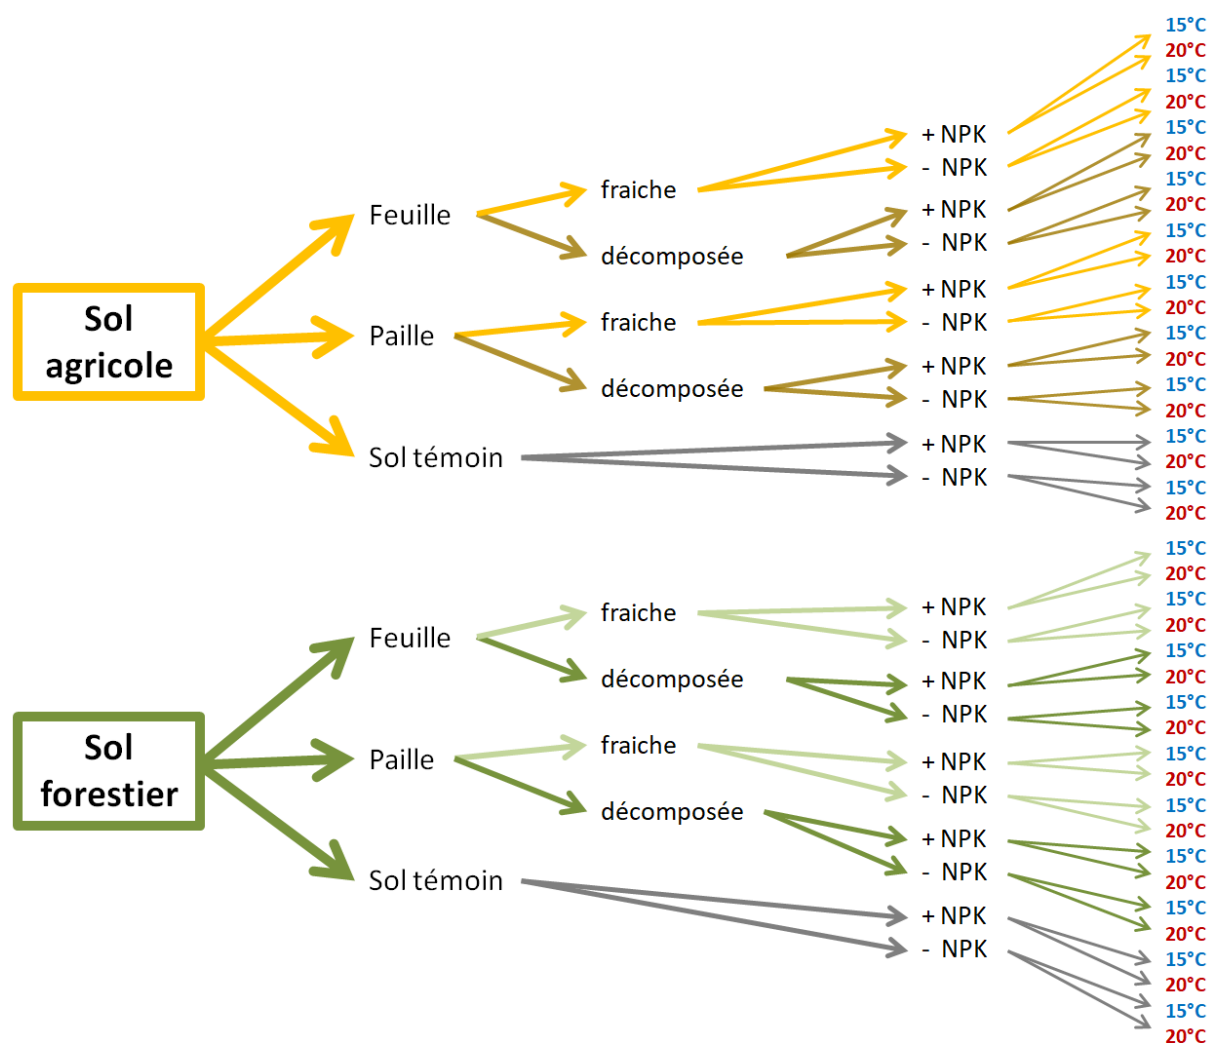 Sol
agricole
Feuille
fraiche
+ NPK
15°C
20°C
- NPK
15°C
20°C
décomposée
+ NPK
15°C
20°C
- NPK
15°C
20°C
Paille
fraiche
+ NPK
15°C
20°C
- NPK
15°C
20°C
décomposée
+ NPK
15°C
20°C
- NPK
15°C
20°C
Sol témoin
+ NPK
15°C
20°C
- NPK
15°C
20°C
Sol
forestier
Feuille
fraiche
+ NPK
15°C
20°C
- NPK
15°C
20°C
décomposée
+ NPK
15°C
20°C
- NPK
15°C
20°C
Paille
fraiche
+ NPK
15°C
20°C
- NPK
15°C
20°C
décomposée
+ NPK
15°C
20°C
- NPK
15°C
20°C
Sol témoin
+ NPK
15°C
20°C
- NPK
15°C
20°C